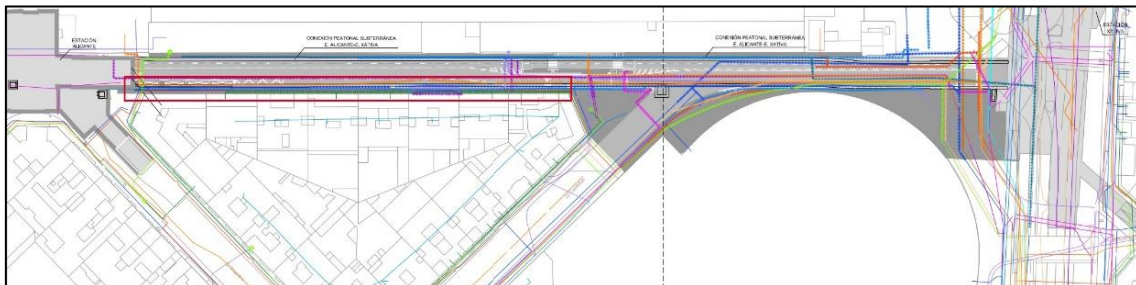 ESTACIÓN
ALICANTE
CONEXIÓN PEATONAL SUBTERRÁNEA
E. ALICANTE-E. XÀTIVA
CONEXIÓN PEATONAL SUBTERRÁNEA
E. ALICANTE-E. XÀTIVA
ESTACIÓN
XÀTIVA